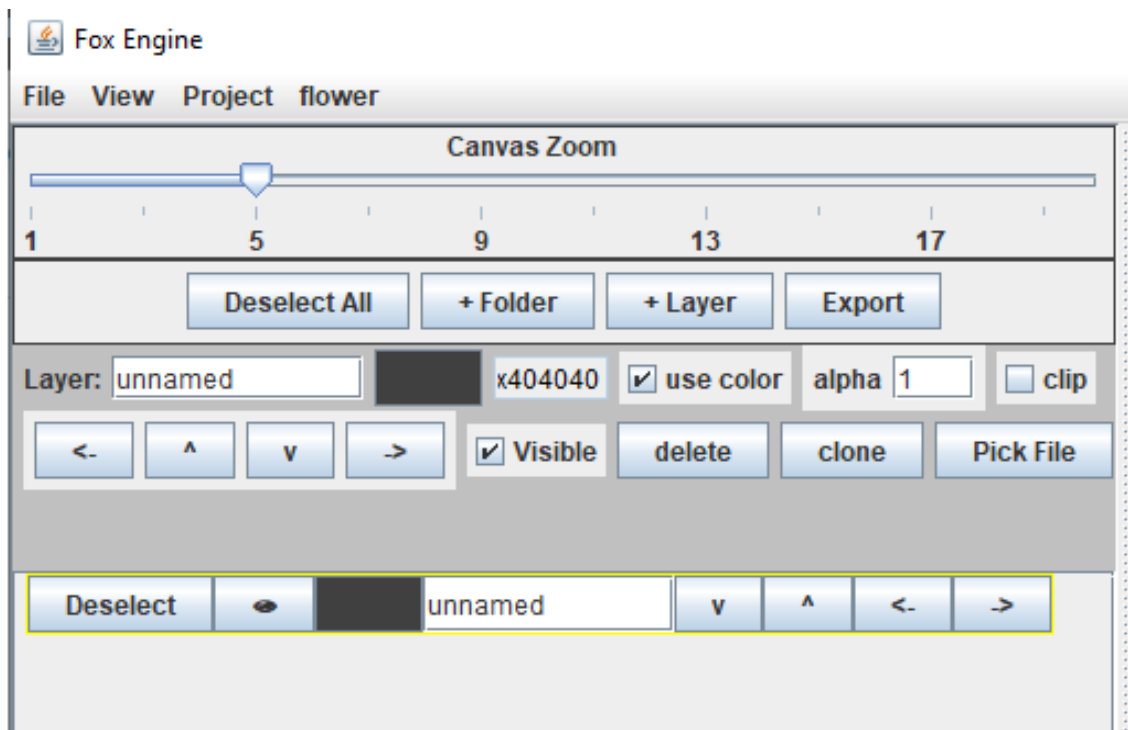 Fox Engine
File View Project flower
Canvas Zoom
1 5 9 13 17
Deselect All + Folder + Layer Export
Layer: unnamed x404040 use color alpha 1 clip
<- ^ v -> Visible delete clone Pick File
Deselect unnamed v ^ <- ->